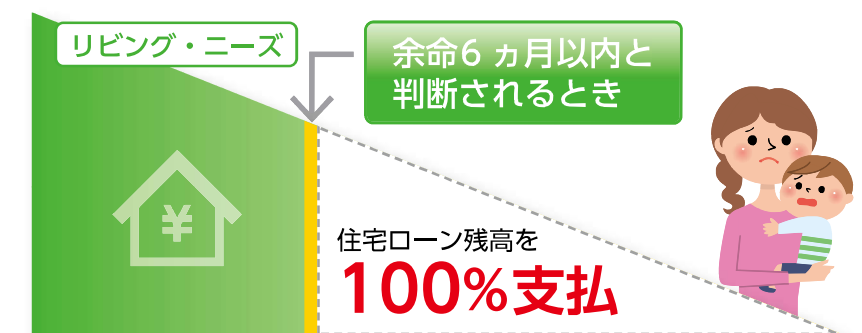 リビング・ニーズ
余命6ヵ月以内と
判断されるとき
¥
住宅ローン残高を
100%支払